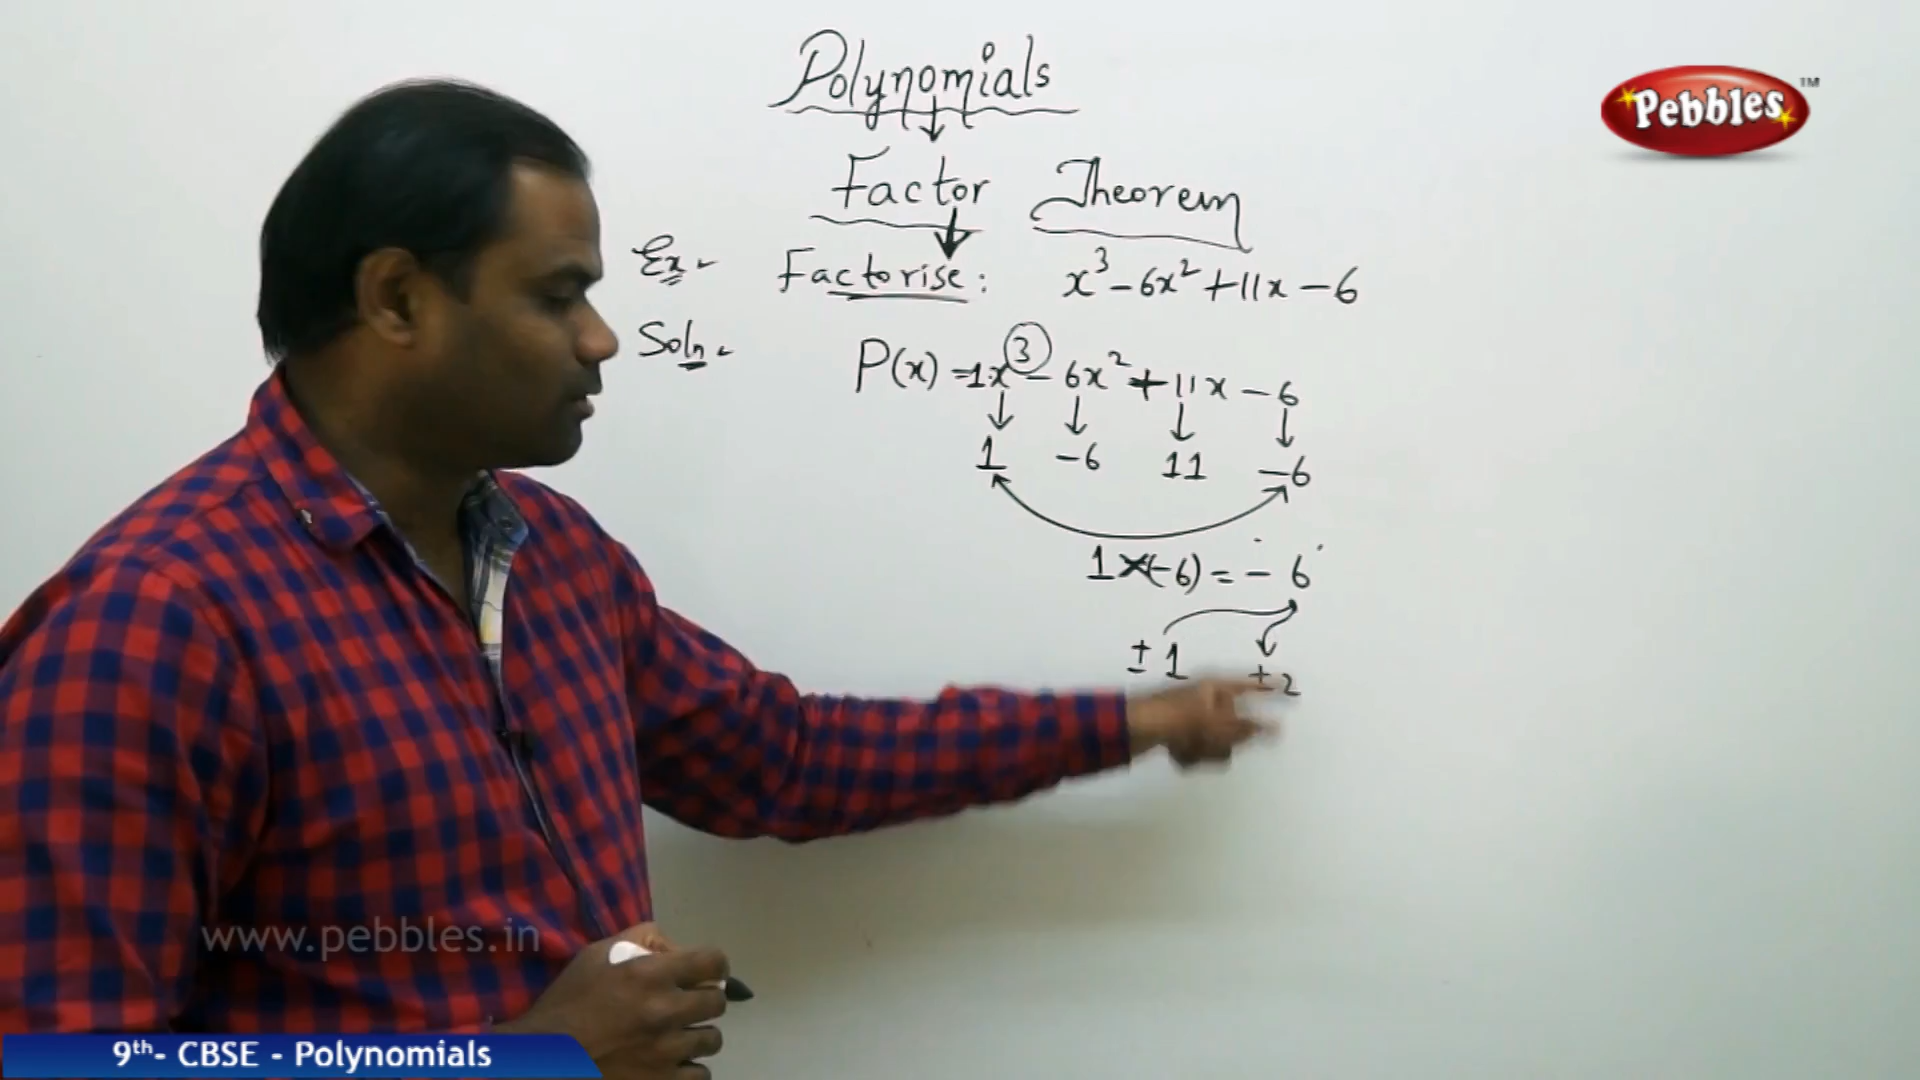 Polynomials
Pebbles™
Factor Theorem
Ex. Factorise: x³ - 6x² + 11x - 6
Soln. P(x) = 1x³ - 6x² + 11x - 6
1 -6 11 -6
1×(-6) = - 6
± 1 ± 2
www.pebbles.in
9th- CBSE - Polynomials